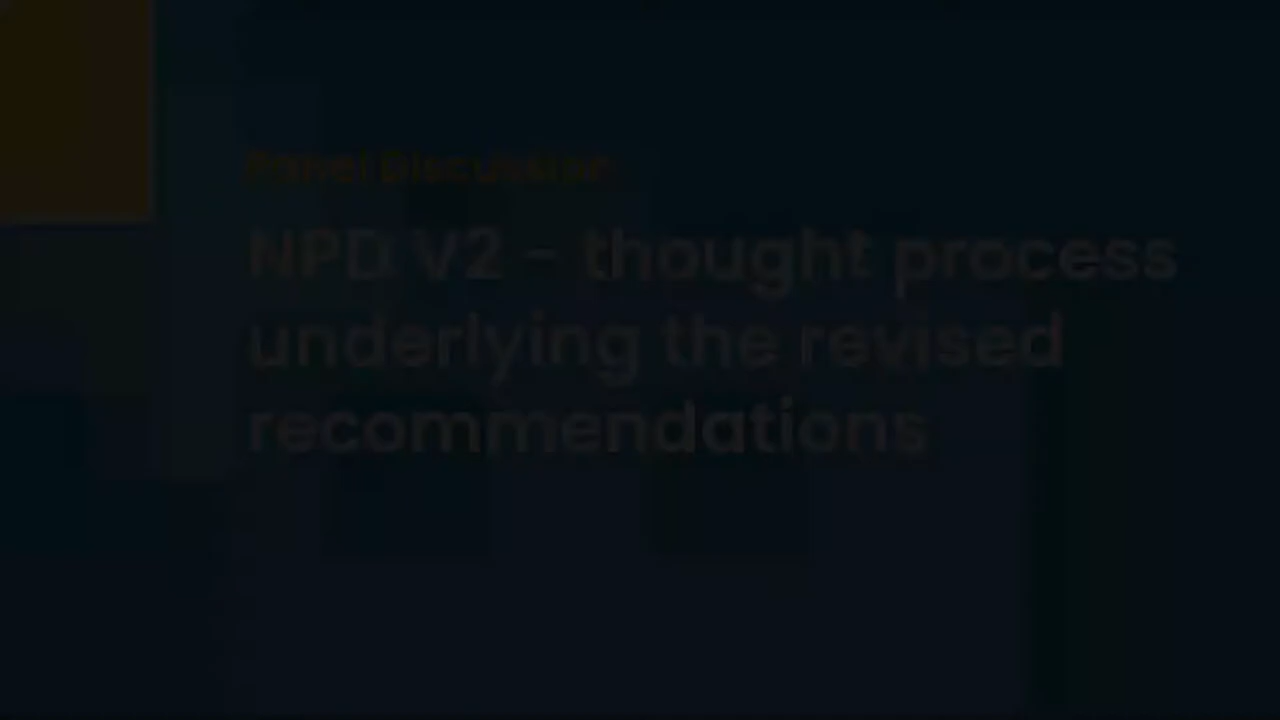 Panel Discussion
NPD V2 - thought process
underlying the revised
recommendations